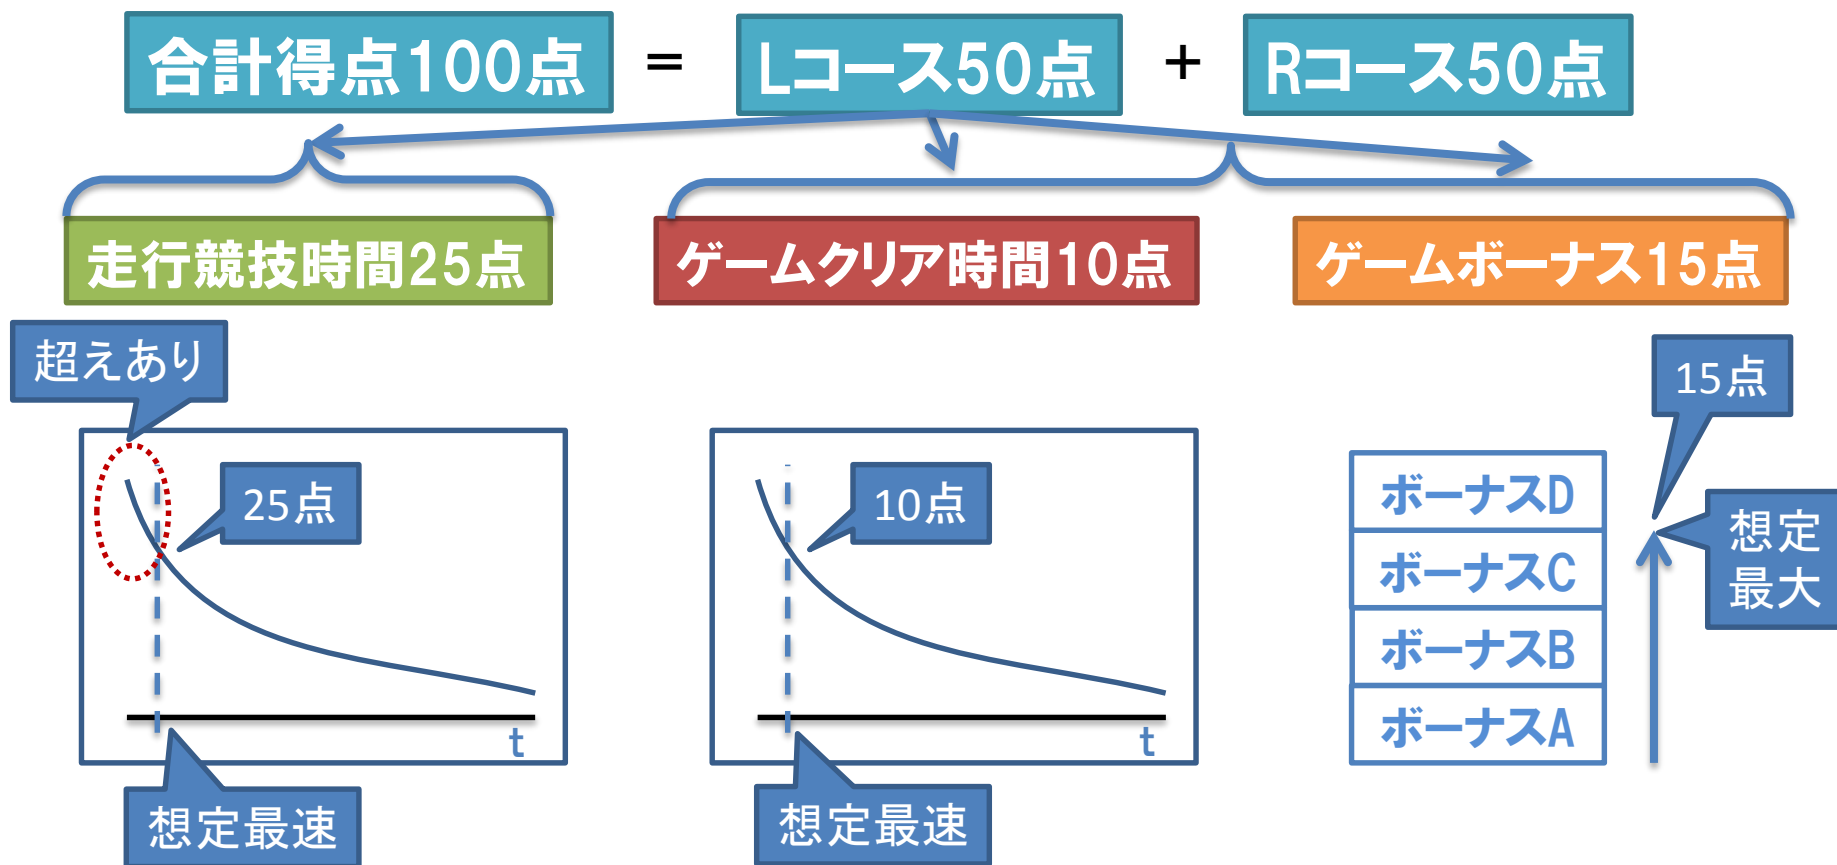 合計得点100点 = Lコース50点 + Rコース50点
走行競技時間25点
ゲームクリア時間10点
ゲームボーナス15点
超えあり
25点
t
想定最速
10点
t
想定最速
15点
想定
最大
ボーナスD
ボーナスC
ボーナスB
ボーナスA